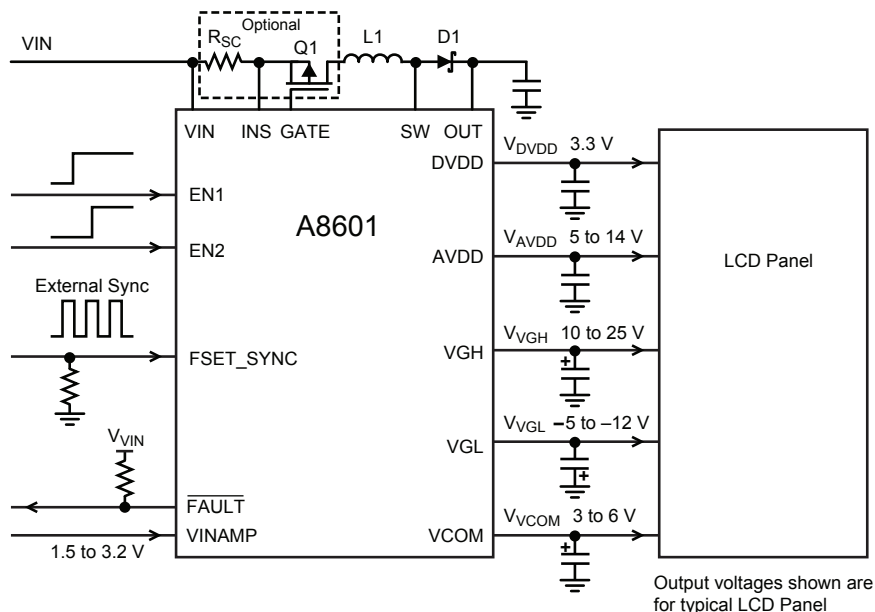 Optional
VIN
RSC
Q1
L1
D1
VIN
INS
GATE
SW
OUT
DVDD
VDVDD 3.3 V
EN1
A8601
EN2
AVDD
VAVDD 5 to 14 V
LCD Panel
External Sync
FSET_SYNC
VGH
VVGH 10 to 25 V
+
VVIN
VGL
VVGL –5 to –12 V
+
FAULT
VINAMP
1.5 to 3.2 V
VCOM
VVCOM 3 to 6 V
+
Output voltages shown are
for typical LCD Panel